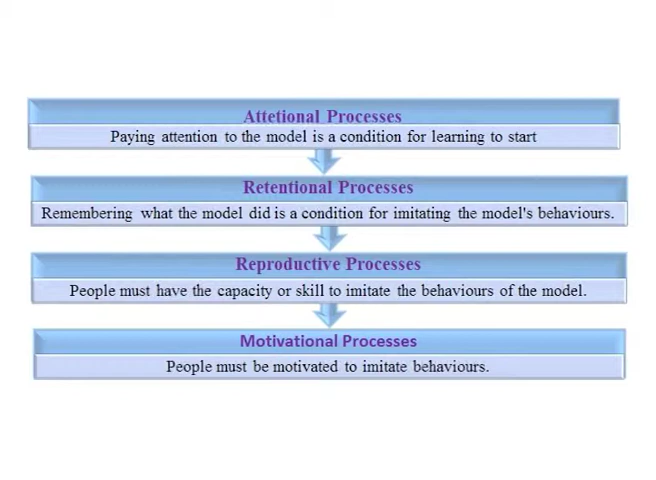 Attetional Processes
Paying attention to the model is a condition for learning to start
Retentional Processes
Remembering what the model did is a condition for imitating the model's behaviours.
Reproductive Processes
People must have the capacity or skill to imitate the behaviours of the model.
Motivational Processes
People must be motivated to imitate behaviours.